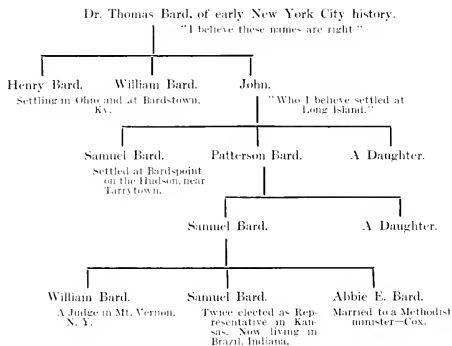 Dr. Thomas Bard, of early New York City history.
"I believe these names are right"
Henry Bard. William Bard. John.
Settling in Ohio and at Bardstown, Ky.
"Who I believe settled at Long Island."
Samuel Bard. Patterson Bard. A Daughter.
Settled at Bardspoint
on the Hudson, near
Tarrytown.
Samuel Bard. A Daughter.
William Bard. Samuel Bard. Abbie E. Bard.
A Judge in Mt. Vernon,
N. Y.
Twice elected as Rep-
resentative in Kan-
sas. Now living in
Brazil, Indiana.
Married to a Methodist
minister—Cox.